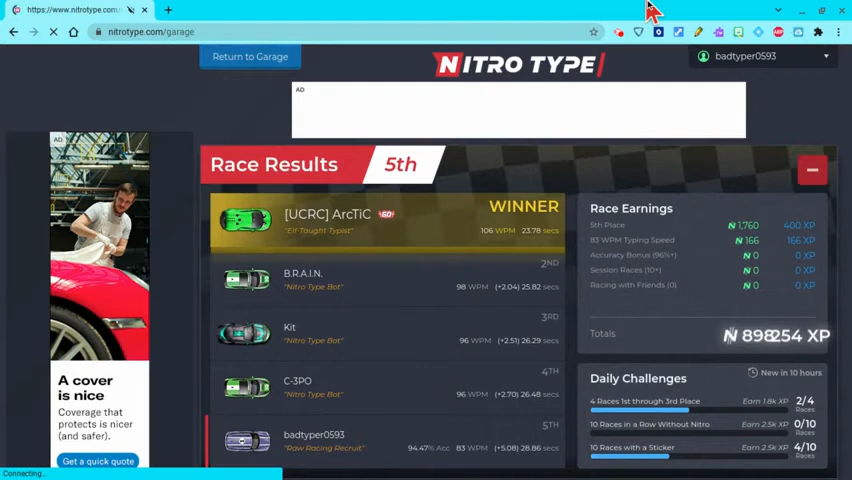 https://www.nitrotype.com/
nitrotype.com/garage
Return to Garage
NITRO TYPE
badtyper0593
AD
AD
Race Results
5th
[UCRC] ArcTiC GO
"Elf-Taught Typist"
WINNER
106 WPM 23.78 secs
B.R.A.I.N.
"Nitro Type Bot"
2ND
98 WPM (+2.04) 25.82 secs
Kit
"Nitro Type Bot"
3RD
96 WPM (+2.51) 26.29 secs
C-3PO
"Nitro Type Bot"
4TH
96 WPM (+2.70) 26.48 secs
badtyper0593
"Raw Racing Recruit"
5TH
94.47% Acc 83 WPM (+5.08) 28.86 secs
Race Earnings
5th Place 1,760 400 XP
83 WPM Typing Speed 166 166 XP
Accuracy Bonus (96%+) 0 0 XP
Session Races (10+) 0 0 XP
Racing with Friends (0) 0 0 XP
Totals 898 254 XP
Daily Challenges
New in 10 hours
4 Races 1st through 3rd Place Earn 1.8k XP 2/4 Races
10 Races in a Row Without Nitro Earn 2.5k XP 0/10 Races
10 Races with a Sticker Earn 2.5k XP 4/10 Races
A cover
is nice
Coverage that
protects is nicer
(and safer).
Get a quick quote
Connecting...